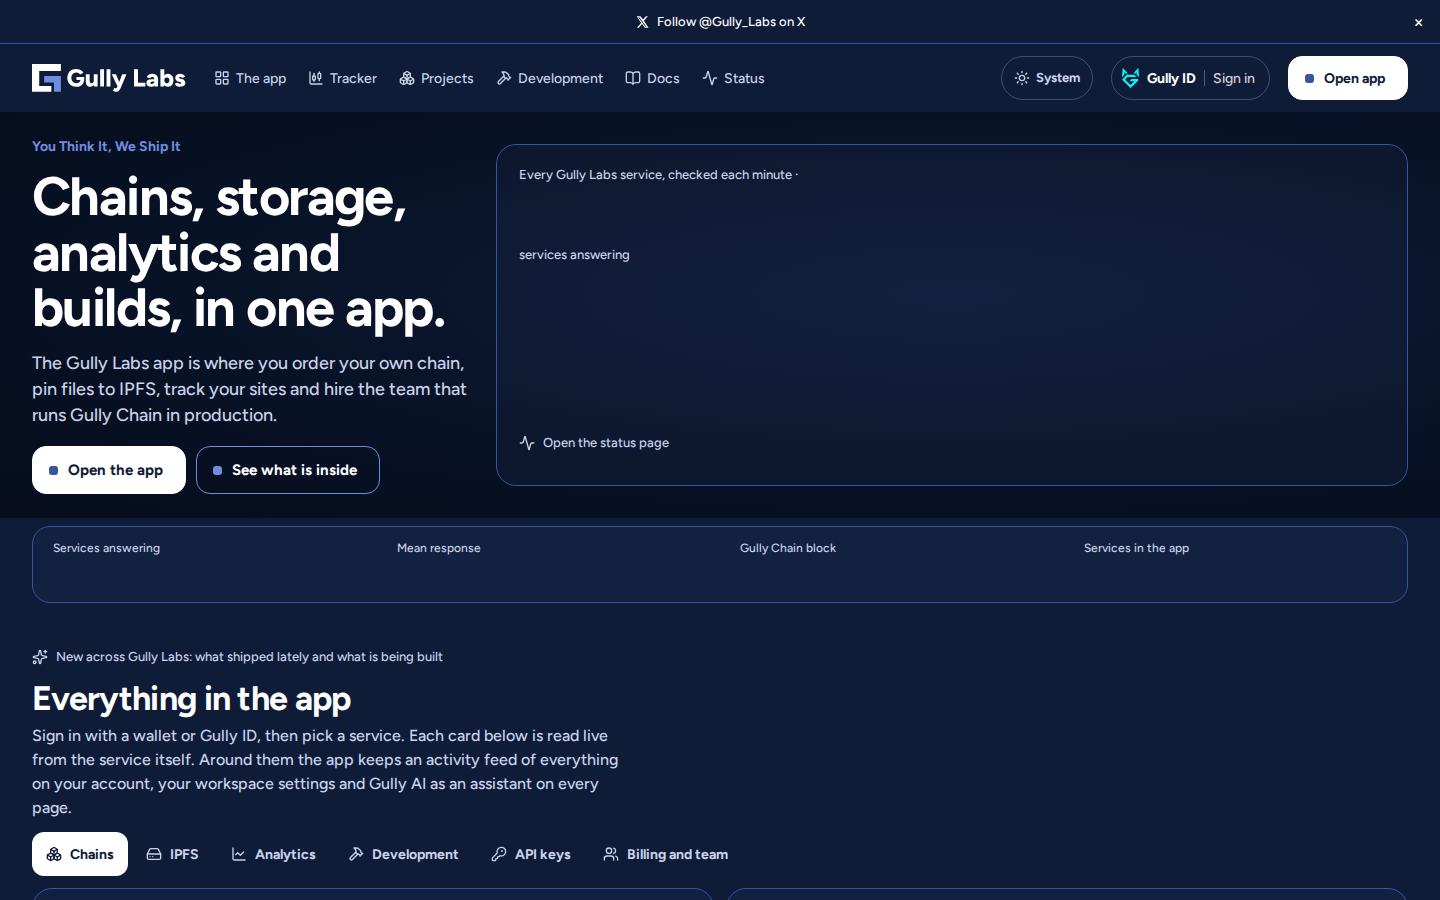 Follow @Gully_Labs on X
×
Gully Labs
The app
Tracker
Projects
Development
Docs
Status
System
Gully ID
Sign in
Open app
You Think It, We Ship It
Chains, storage,
analytics and
builds, in one app.
The Gully Labs app is where you order your own chain,
pin files to IPFS, track your sites and hire the team that
runs Gully Chain in production.
Open the app
See what is inside
Every Gully Labs service, checked each minute ·
services answering
Open the status page
Services answering
Mean response
Gully Chain block
Services in the app
New across Gully Labs: what shipped lately and what is being built
Everything in the app
Sign in with a wallet or Gully ID, then pick a service. Each card below is read live
from the service itself. Around them the app keeps an activity feed of everything
on your account, your workspace settings and Gully AI as an assistant on every
page.
Chains
IPFS
Analytics
Development
API keys
Billing and team